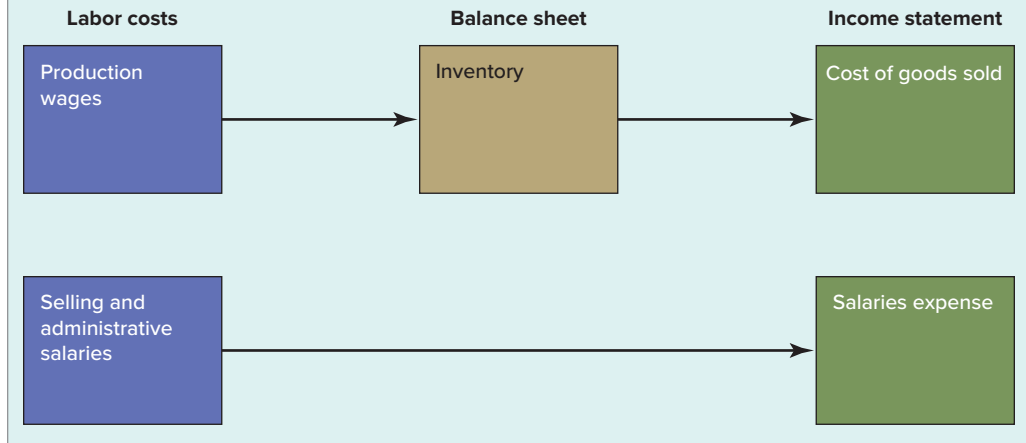 Labor costs
Balance sheet
Income statement
Production
wages
Inventory
Cost of goods sold
Selling and
administrative
salaries
Salaries expense